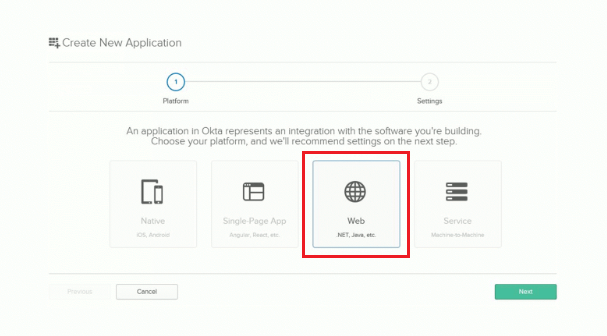 Create New Application
1
2
Platform
Settings
An application in Okta represents an integration with the software you're building.
Choose your platform, and we'll recommend settings on the next step.
Native
iOS, Android
Single-Page App
Angular, React, etc.
Web
.NET, Java, etc.
Service
Machine-to-Machine
Previous
Cancel
Next